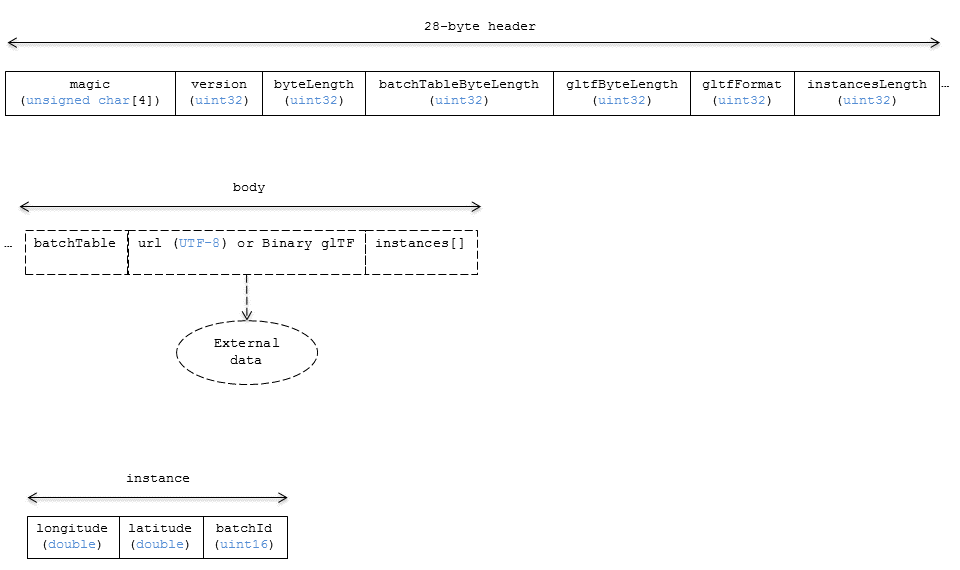 28-byte header
magic version byteLength batchTableByteLength gltfByteLength gltfFormat instancesLength
(unsigned char[4]) (uint32) (uint32) (uint32) (uint32) (uint32) (uint32) …
body
… batchTable url (UTF-8) or Binary glTF instances[]
External
data
instance
longitude latitude batchId
(double) (double) (uint16)